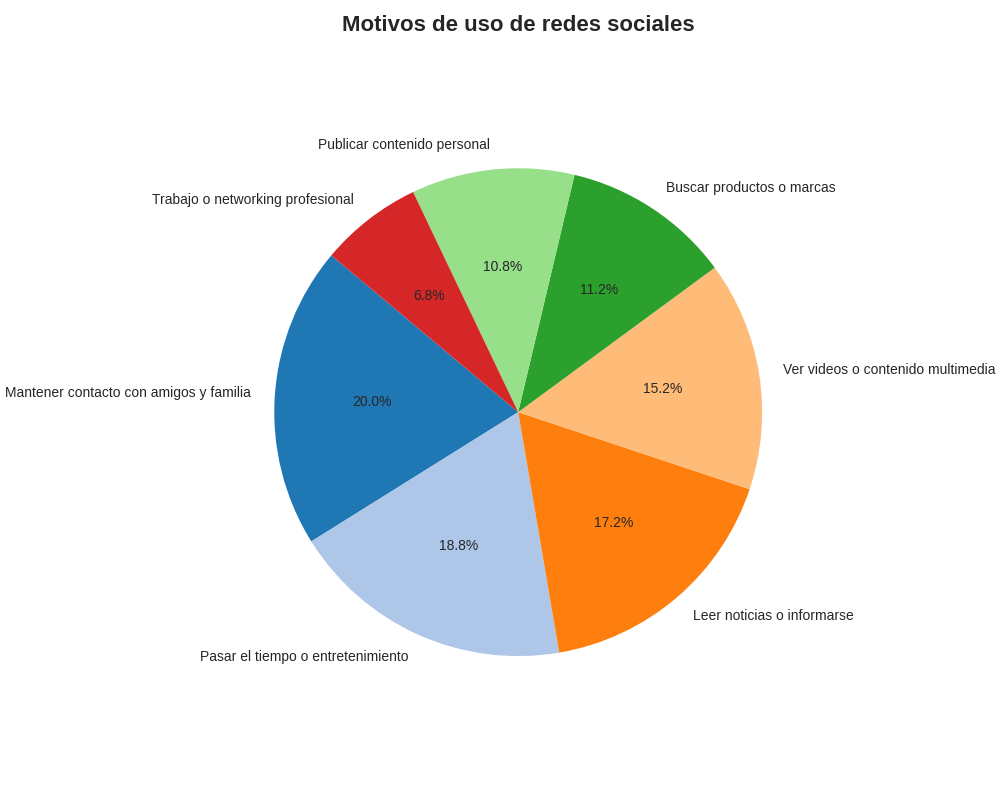 Motivos de uso de redes sociales
Publicar contenido personal
Buscar productos o marcas
Trabajo o networking profesional
10.8%
11.2%
6.8%
Ver videos o contenido multimedia
15.2%
Mantener contacto con amigos y familia
20.0%
17.2%
18.8%
Leer noticias o informarse
Pasar el tiempo o entretenimiento